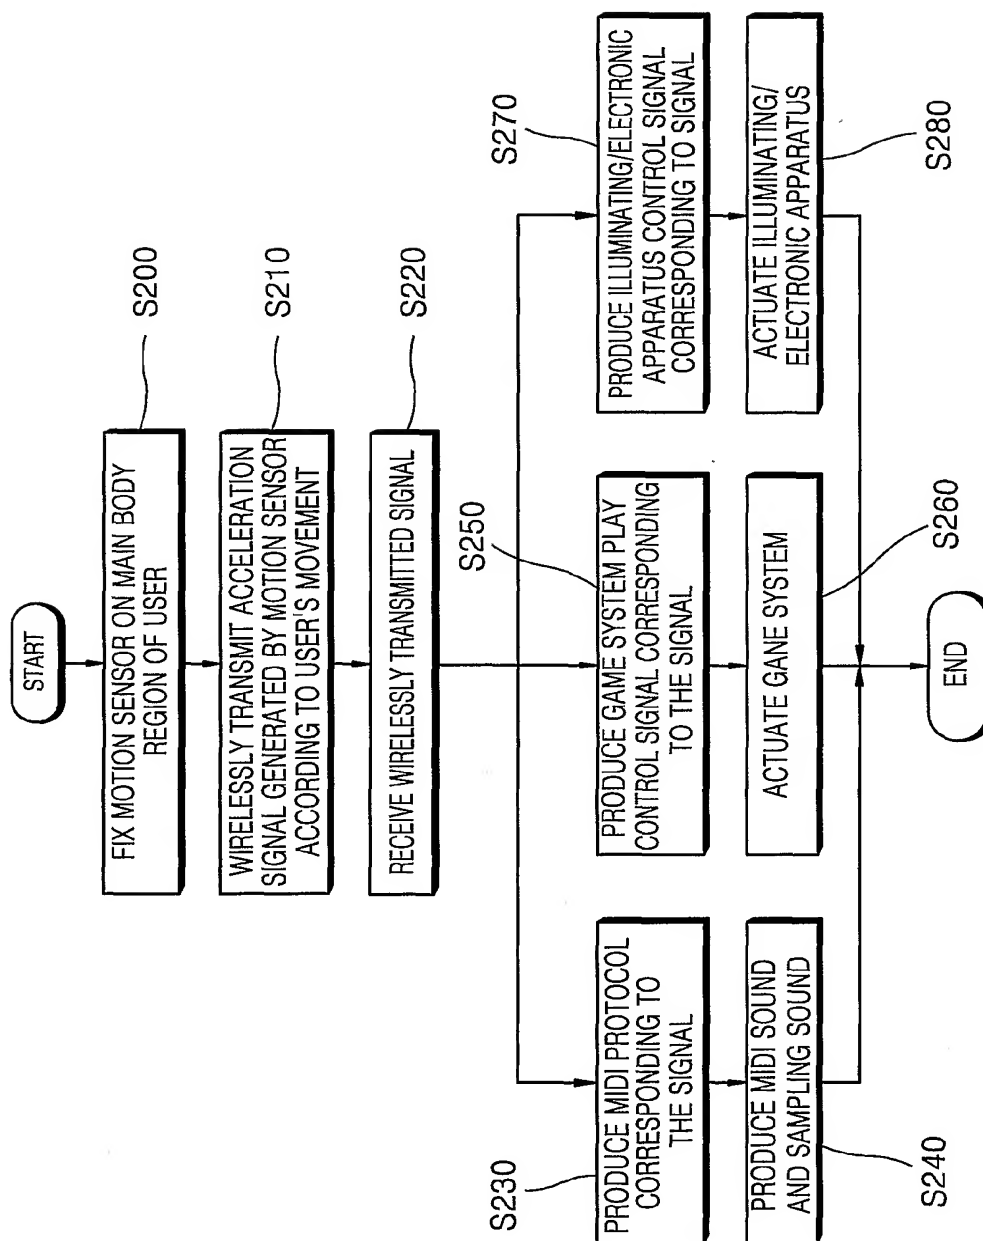 START
FIX MOTION SENSOR ON MAIN BODY
REGION OF USER
S200
WIRELESSLY TRANSMIT ACCELERATION
SIGNAL GENERATED BY MOTION SENSOR
ACCORDING TO USER'S MOVEMENT
S210
RECEIVE WIRELESSLY TRANSMITTED SIGNAL
S220
PRODUCE MIDI PROTOCOL
CORRESPONDING TO
THE SIGNAL
S230
PRODUCE MIDI SOUND
AND SAMPLING SOUND
S240
PRODUCE GAME SYSTEM PLAY
CONTROL SIGNAL CORRESPONDING
TO THE SIGNAL
S250
ACTUATE GANE SYSTEM
S260
PRODUCE ILLUMINATING/ELECTRONIC
APPARATUS CONTROL SIGNAL
CORRESPONDING TO SIGNAL
S270
ACTUATE ILLUMINATING/
ELECTRONIC APPARATUS
S280
END